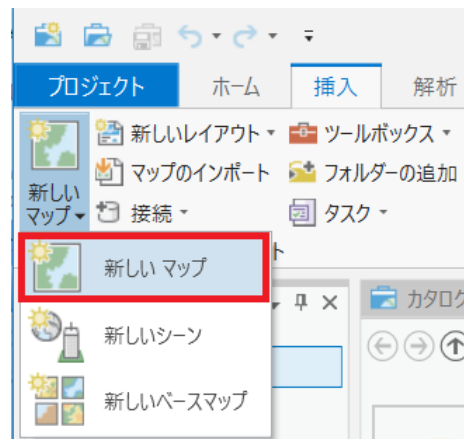 プロジェクト ホーム 挿入 解析
新しいレイアウト ツールボックス
マップのインポート フォルダーの追加
新しい
マップ 接続 タスク
ト
新しい マップ
カタログ
新しいシーン
新しいベースマップ